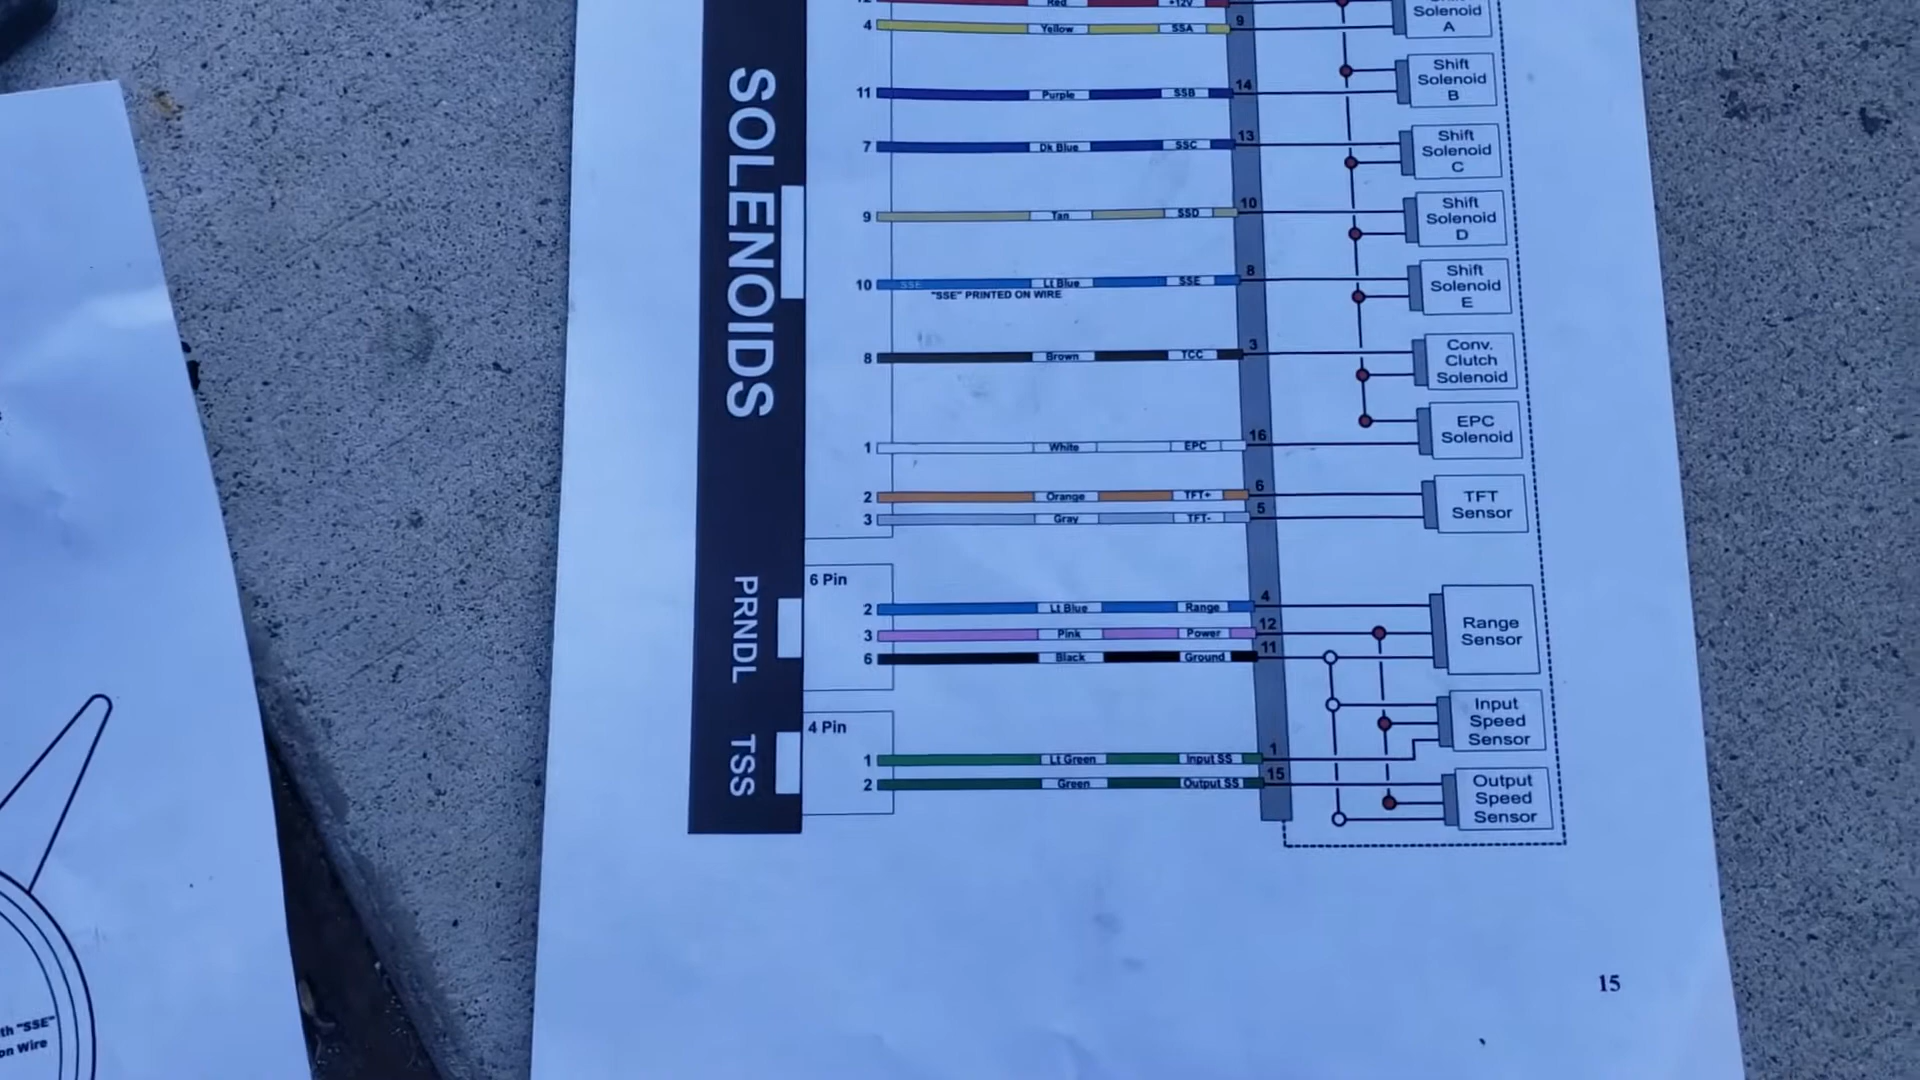 Red +12V
Solenoid
A
4 Yellow SSA 9
Shift
Solenoid
B
11 Purple SSB 14
Shift
Solenoid
C
7 Dk Blue SSC 13
Shift
Solenoid
D
9 Tan SSD 10
Shift
Solenoid
E
10 SSE Lt Blue SSE 8
"SSE" PRINTED ON WIRE
Conv.
Clutch
Solenoid
8 Brown TCC 3
EPC
Solenoid
1 White EPC 16
TFT
Sensor
2 Orange TFT+ 6
3 Gray TFT- 5
SOLENOIDS
6 Pin
PRNDL
2 Lt Blue Range 4
3 Pink Power 12
6 Black Ground 11
Range
Sensor
Input
Speed
Sensor
4 Pin
TSS
1 Lt Green Input SS 1
2 Green Output SS 15
Output
Speed
Sensor
15
"SSE"
on Wire